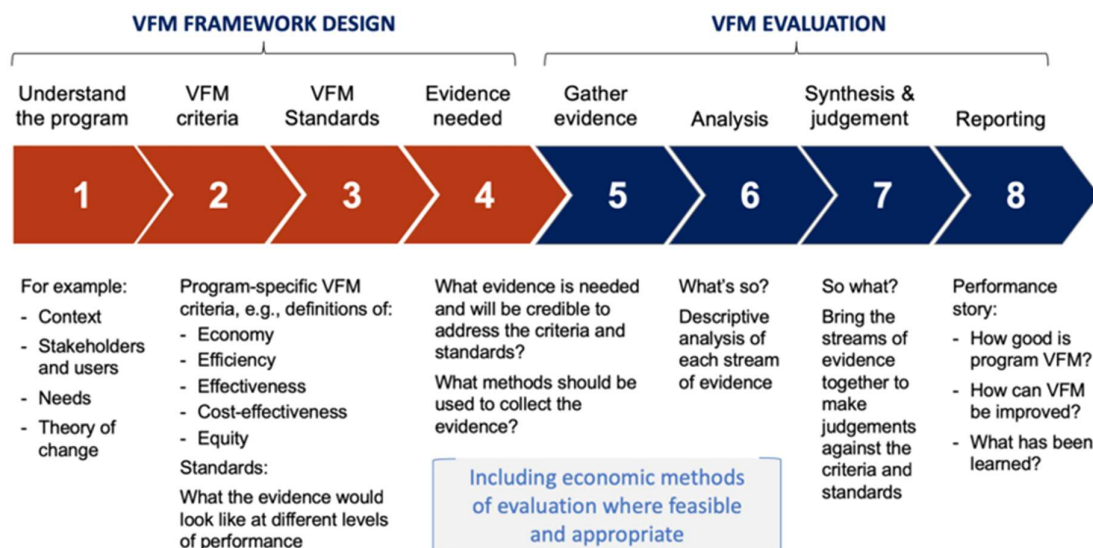 VFM FRAMEWORK DESIGN
VFM EVALUATION
Understand
the program
VFM
criteria
VFM
Standards
Evidence
needed
Gather
evidence
Analysis
Synthesis &
judgement
Reporting
1
2
3
4
5
6
7
8
For example:
- Context
- Stakeholders
and users
- Needs
- Theory of
change
Program-specific VFM
criteria, e.g., definitions of:
- Economy
- Efficiency
- Effectiveness
- Cost-effectiveness
- Equity
Standards:
What the evidence would
look like at different levels
of performance
What evidence is needed
and will be credible to
address the criteria and
standards?
What methods should be
used to collect the
evidence?
What's so?
Descriptive
analysis of
each stream
of evidence
So what?
Bring the
streams of
evidence
together to
make
judgements
against the
criteria and
standards
Performance
story:
- How good is
program VFM?
- How can VFM
be improved?
- What has been
learned?
Including economic methods
of evaluation where feasible
and appropriate